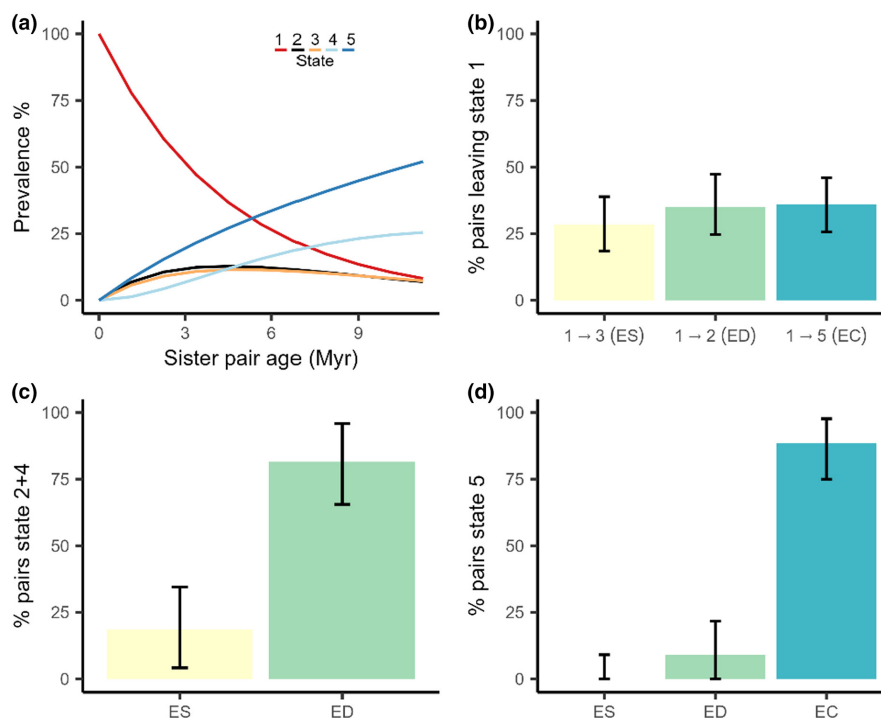 (a)
100
75
50
25
0
Prevalence %
1 2 3 4 5
State
0 3 6 9
Sister pair age (Myr)
(b)
100
75
50
25
0
% pairs leaving state 1
1 → 3 (ES) 1 → 2 (ED) 1 → 5 (EC)
(c)
100
75
50
25
0
% pairs state 2+4
ES ED
(d)
100
75
50
25
0
% pairs state 5
ES ED EC